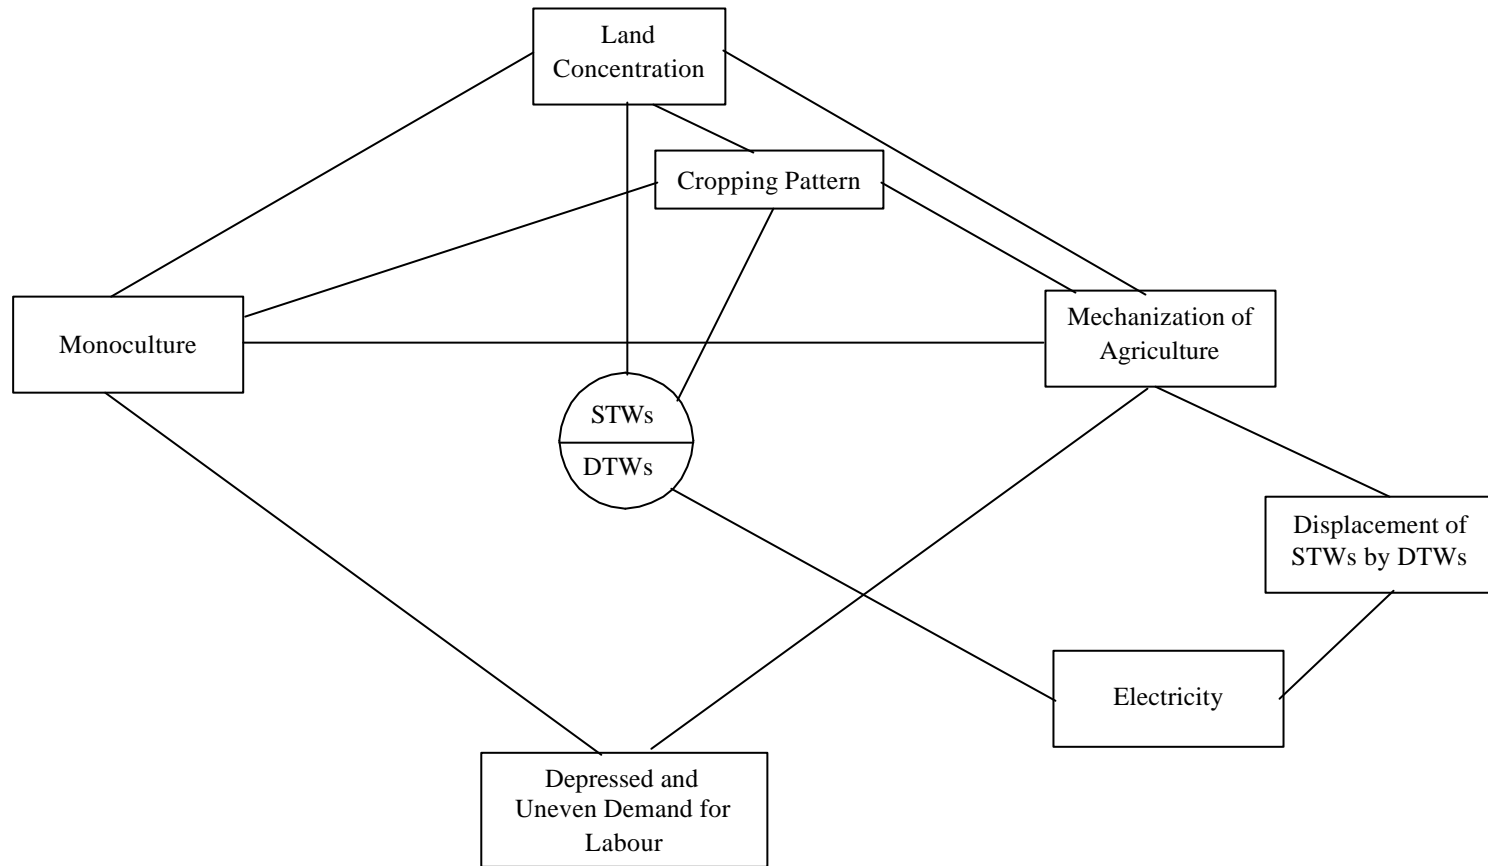 Land
Concentration
Cropping Pattern
Monoculture
Mechanization of
Agriculture
STWs
DTWs
Displacement of
STWs by DTWs
Electricity
Depressed and
Uneven Demand for
Labour